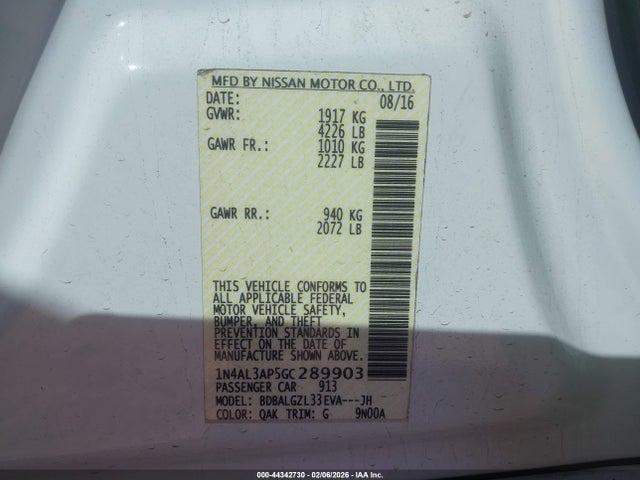 MFD BY NISSAN MOTOR CO., LTD.
DATE: 08/16
GVWR: 1917 KG
4226 LB
GAWR FR.: 1010 KG
2227 LB
GAWR RR.: 940 KG
2072 LB
THIS VEHICLE CONFORMS TO
ALL APPLICABLE FEDERAL
MOTOR VEHICLE SAFETY,
BUMPER, AND THEFT
PREVENTION STANDARDS IN
EFFECT ON THE DATE OF
MANUFACTURE SHOWN ABOVE.
1N4AL3AP5GC289903
PASSENGER CAR 913
MODEL: BDBALGZL33EVA---JH
COLOR: QAK TRIM: G 9N00A
000-44342730 - 02/06/2026 - IAAHTTPS